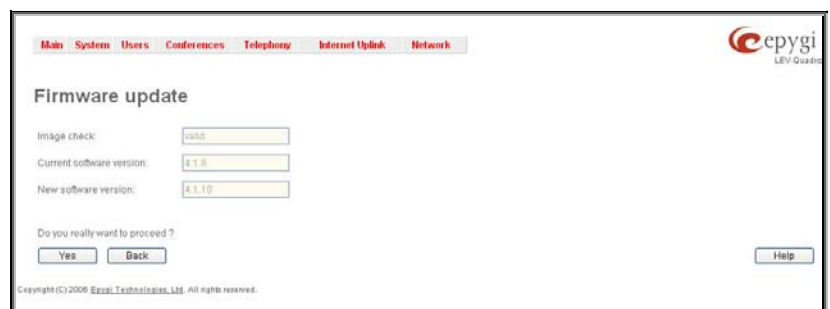 Main System Users Conferences Telephony Internet Uplink Network
epygi
LEV-Quadro
Firmware update
Image check: valid
Current software version: 4.1.8
New software version: 4.1.10
Do you really want to proceed ?
Yes Back Help
Copyright (C) 2006 Epygi Technologies, Ltd. All rights reserved.